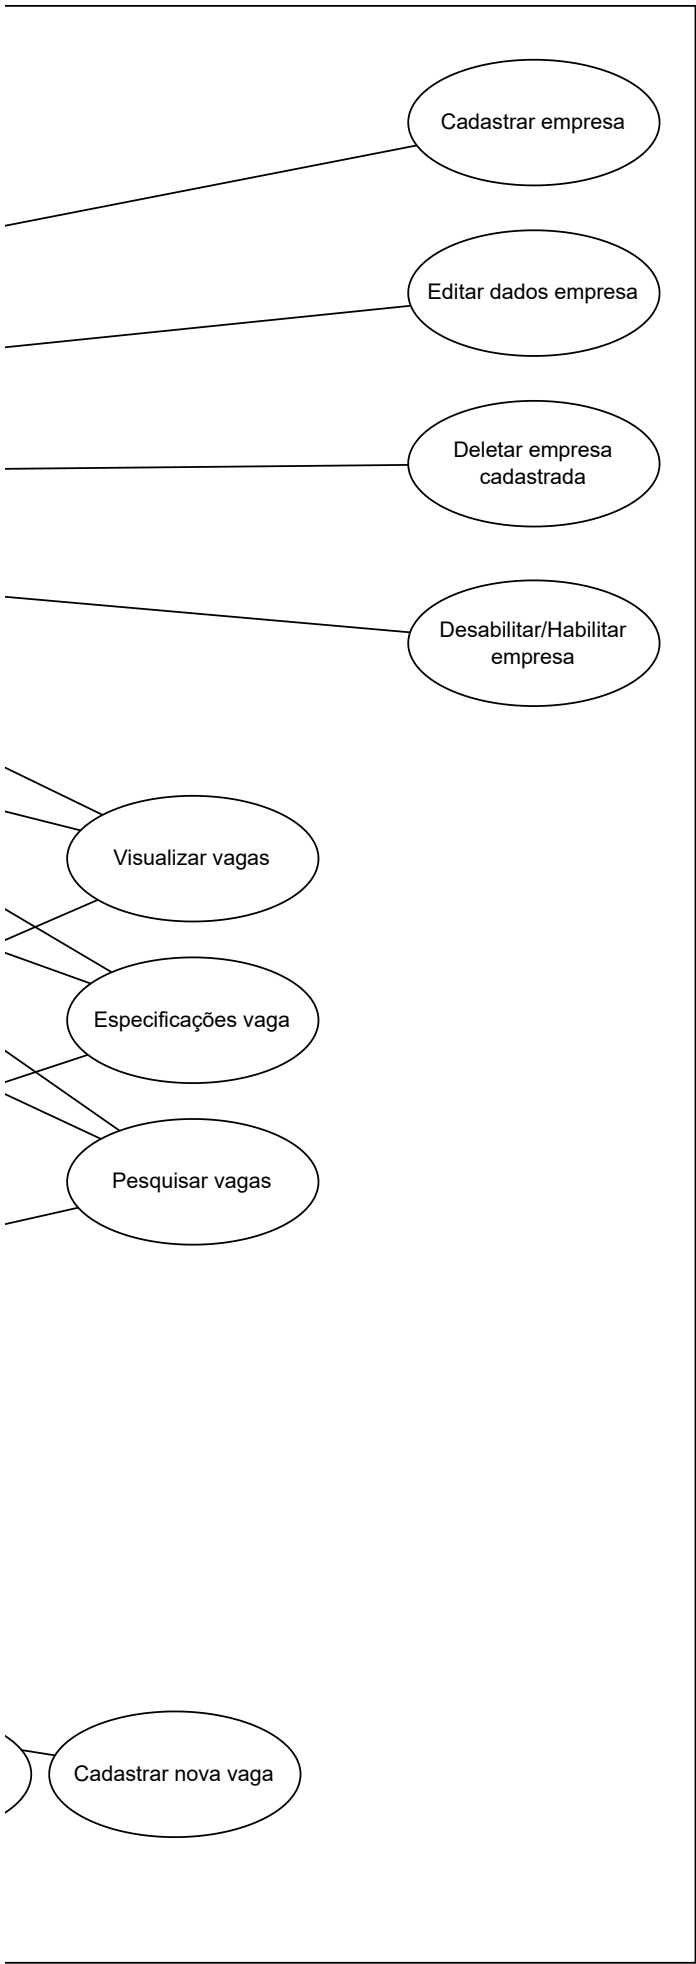 Cadastrar empresa
Editar dados empresa
Deletar empresa
cadastrada
Desabilitar/Habilitar
empresa
Visualizar vagas
Especificações vaga
Pesquisar vagas
Cadastrar nova vaga